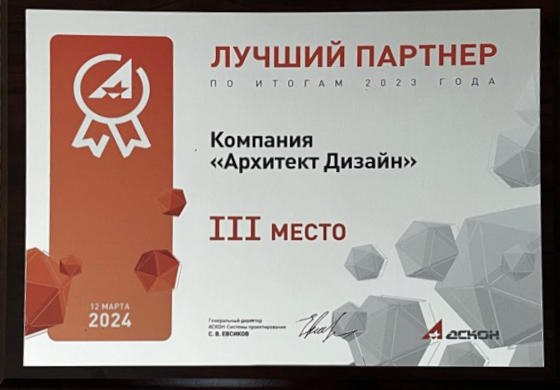 ЛУЧШИЙ ПАРТНЕР
ПО ИТОГАМ 2023 ГОДА
Компания
«Архитект Дизайн»
III МЕСТО
12 МАРТА
2024
Генеральный директор
АСКОН-Системы проектирования
С. В. ЕВСИКОВ
АСКОН